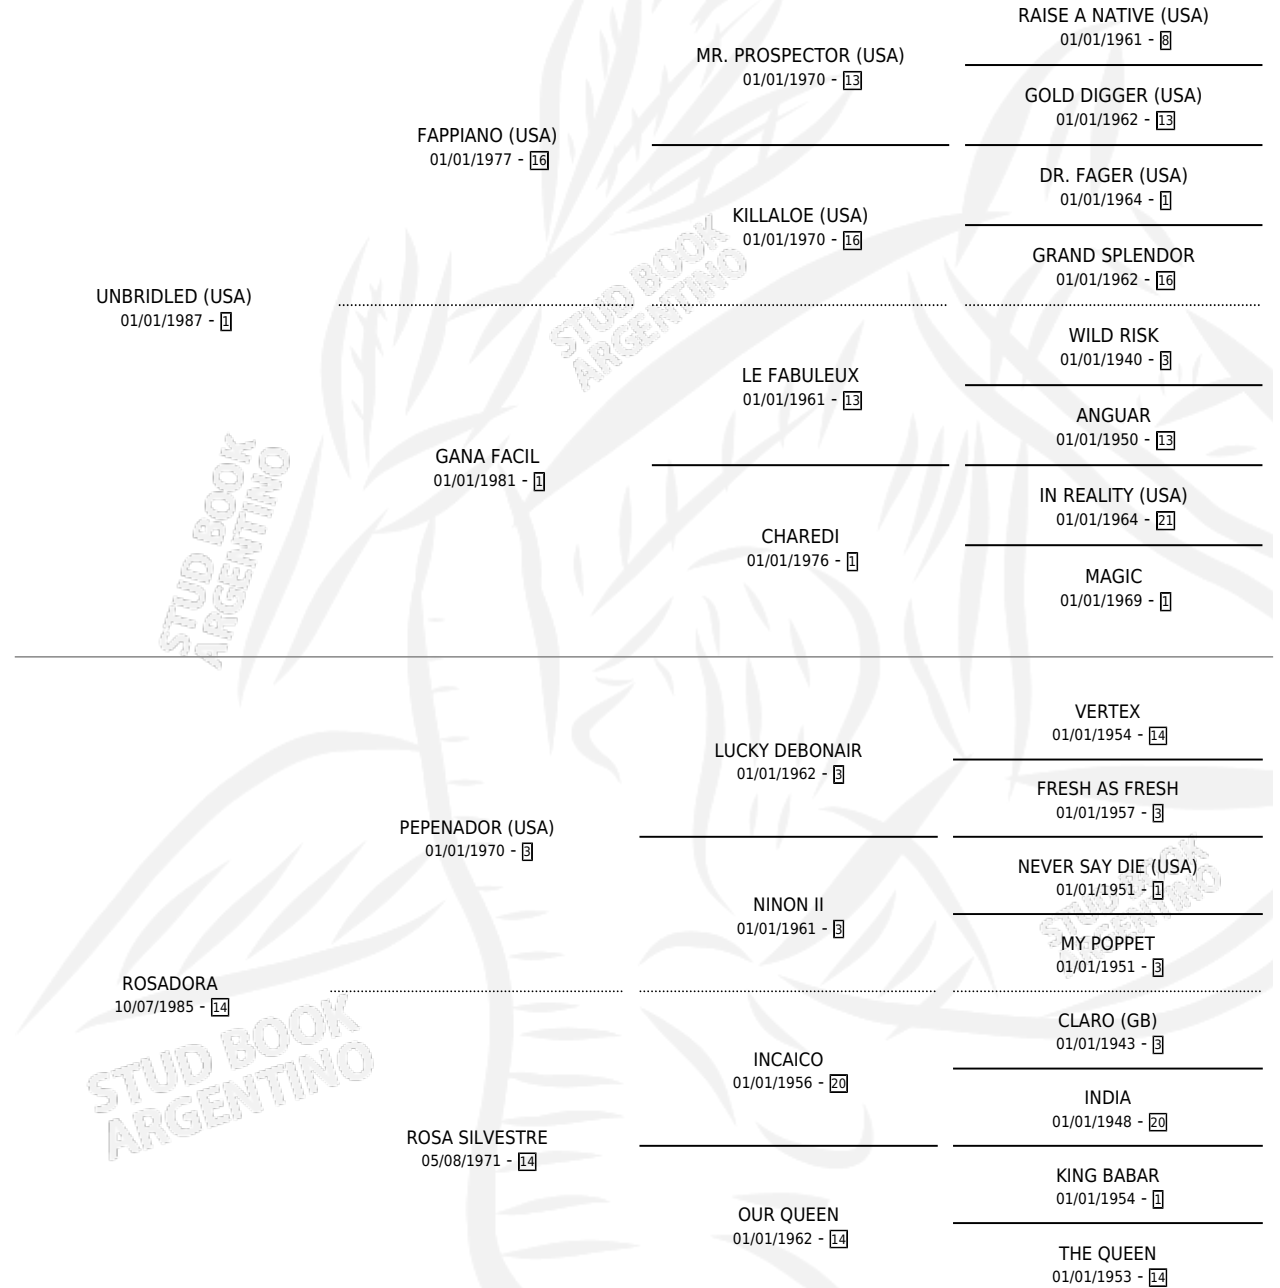 RAISE A NATIVE (USA)
01/01/1961 - 8
MR. PROSPECTOR (USA)
01/01/1970 - 13
GOLD DIGGER (USA)
01/01/1962 - 13
FAPPIANO (USA)
01/01/1977 - 16
DR. FAGER (USA)
01/01/1964 - 1
KILLALOE (USA)
01/01/1970 - 16
GRAND SPLENDOR
01/01/1962 - 16
UNBRIDLED (USA)
01/01/1987 - 1
STUD BOOK
ARGENTINO
WILD RISK
01/01/1940 - 3
LE FABULEUX
01/01/1961 - 13
ANGUAR
01/01/1950 - 13
GANA FACIL
01/01/1981 - 1
IN REALITY (USA)
01/01/1964 - 21
CHAREDI
01/01/1976 - 1
MAGIC
01/01/1969 - 1
STUD BOOK
ARGENTINO
VERTEX
01/01/1954 - 14
LUCKY DEBONAIR
01/01/1962 - 3
FRESH AS FRESH
01/01/1957 - 3
PEPENADOR (USA)
01/01/1970 - 3
NEVER SAY DIE (USA)
01/01/1951 - 1
NINON II
01/01/1961 - 3
STUD BOOK
ARGENTINO
MY POPPET
01/01/1951 - 3
ROSADORA
10/07/1985 - 14
CLARO (GB)
01/01/1943 - 3
STUD BOOK
ARGENTINO
INCAICO
01/01/1956 - 20
INDIA
01/01/1948 - 20
ROSA SILVESTRE
05/08/1971 - 14
KING BABAR
01/01/1954 - 1
OUR QUEEN
01/01/1962 - 14
THE QUEEN
01/01/1953 - 14